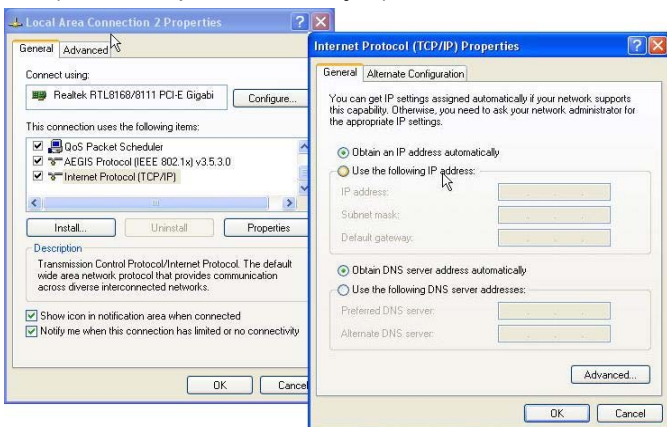 Local Area Connection 2 Properties
General
Advanced
Connect using:
Realtek RTL8168/8111 PCI-E Gigabi
Configure...
This connection uses the following items:
QoS Packet Scheduler
AEGIS Protocol (IEEE 802.1x) v3.5.3.0
Internet Protocol (TCP/IP)
Install...
Uninstall
Properties
Description
Transmission Control Protocol/Internet Protocol. The default
wide area network protocol that provides communication
across diverse interconnected networks.
Show icon in notification area when connected
Notify me when this connection has limited or no connectivity
OK
Cancel
Internet Protocol (TCP/IP) Properties
General
Alternate Configuration
You can get IP settings assigned automatically if your network supports
this capability. Otherwise, you need to ask your network administrator for
the appropriate IP settings.
Obtain an IP address automatically
Use the following IP address:
IP address:
Subnet mask:
Default gateway:
Obtain DNS server address automatically
Use the following DNS server addresses:
Preferred DNS server:
Alternate DNS server:
Advanced...
OK
Cancel